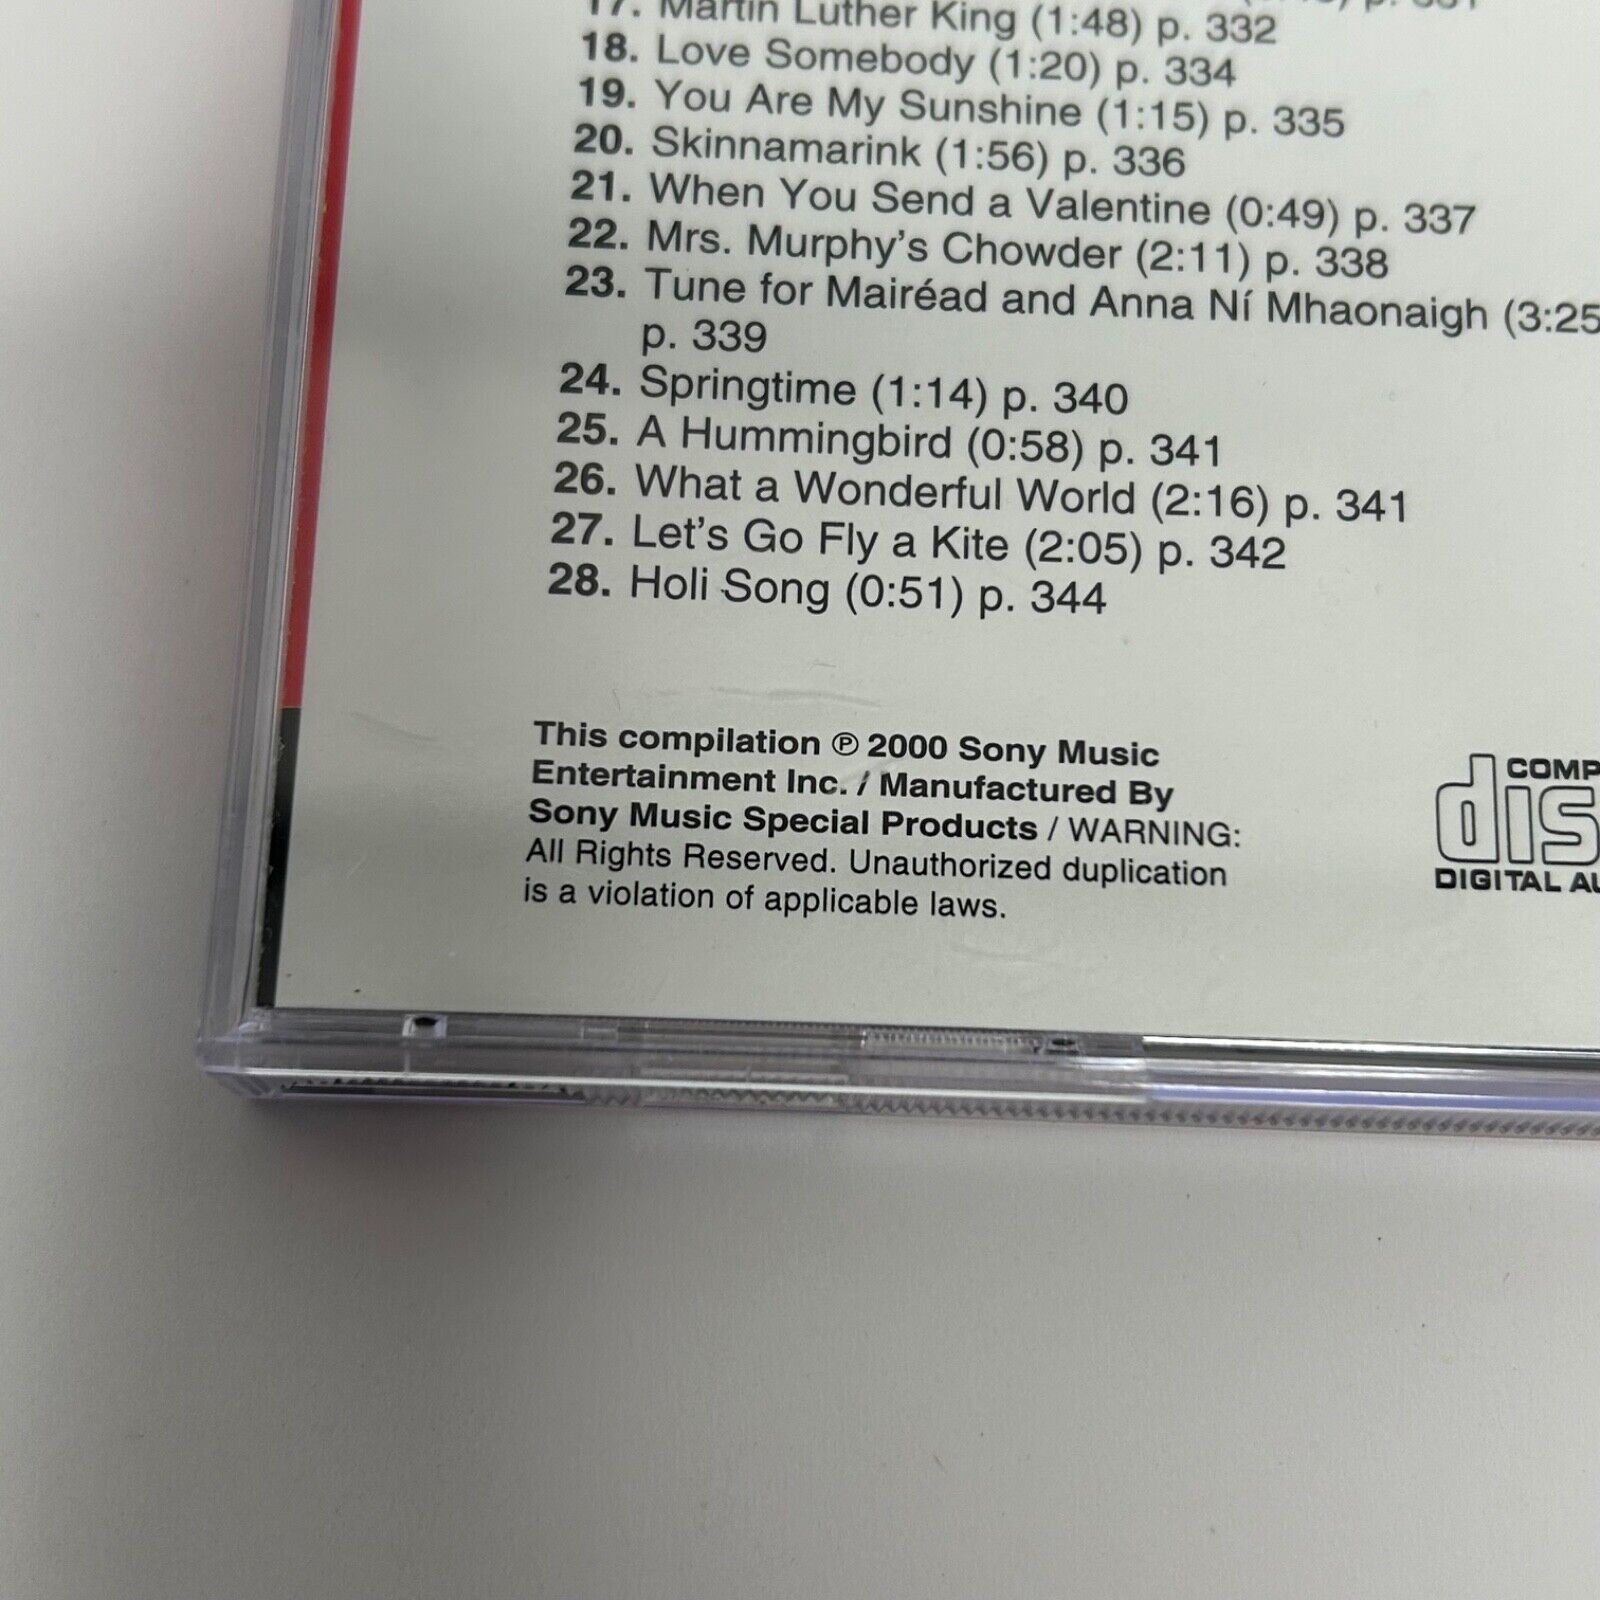 17. Martin Luther King (1:48) p. 332
18. Love Somebody (1:20) p. 334
19. You Are My Sunshine (1:15) p. 335
20. Skinnamarink (1:56) p. 336
21. When You Send a Valentine (0:49) p. 337
22. Mrs. Murphy's Chowder (2:11) p. 338
23. Tune for Mairéad and Anna Ní Mhaonaigh (3:25
p. 339
24. Springtime (1:14) p. 340
25. A Hummingbird (0:58) p. 341
26. What a Wonderful World (2:16) p. 341
27. Let's Go Fly a Kite (2:05) p. 342
28. Holi Song (0:51) p. 344
This compilation ℗ 2000 Sony Music
Entertainment Inc. / Manufactured By
Sony Music Special Products / WARNING:
All Rights Reserved. Unauthorized duplication
is a violation of applicable laws.
COMP
dis
DIGITAL AU